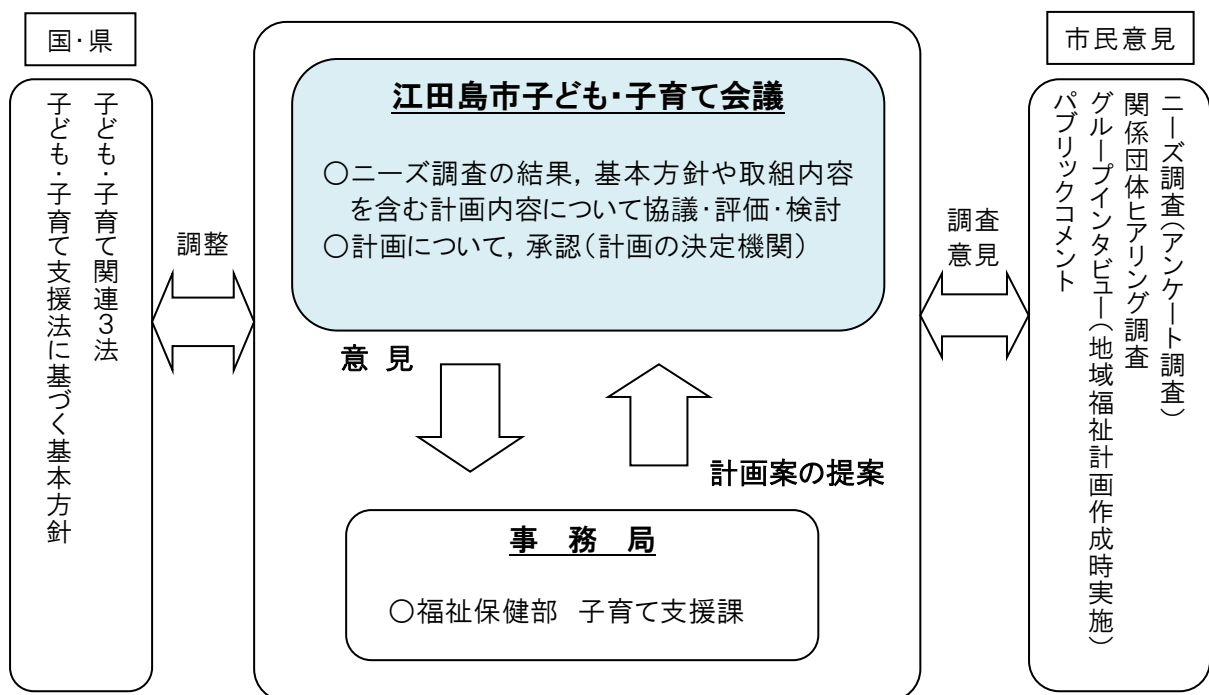 国・県
子ども・子育て関連3法
子ども・子育て支援法に基づく基本方針
調整
江田島市子ども・子育て会議
○ニーズ調査の結果，基本方針や取組内容
を含む計画内容について協議・評価・検討
○計画について，承認（計画の決定機関）
意 見
計画案の提案
事 務 局
○福祉保健部 子育て支援課
調査
意見
市民意見
ニーズ調査（アンケート調査）
関係団体ヒアリング調査
グループインタビュー（地域福祉計画作成時実施）
パブリックコメント